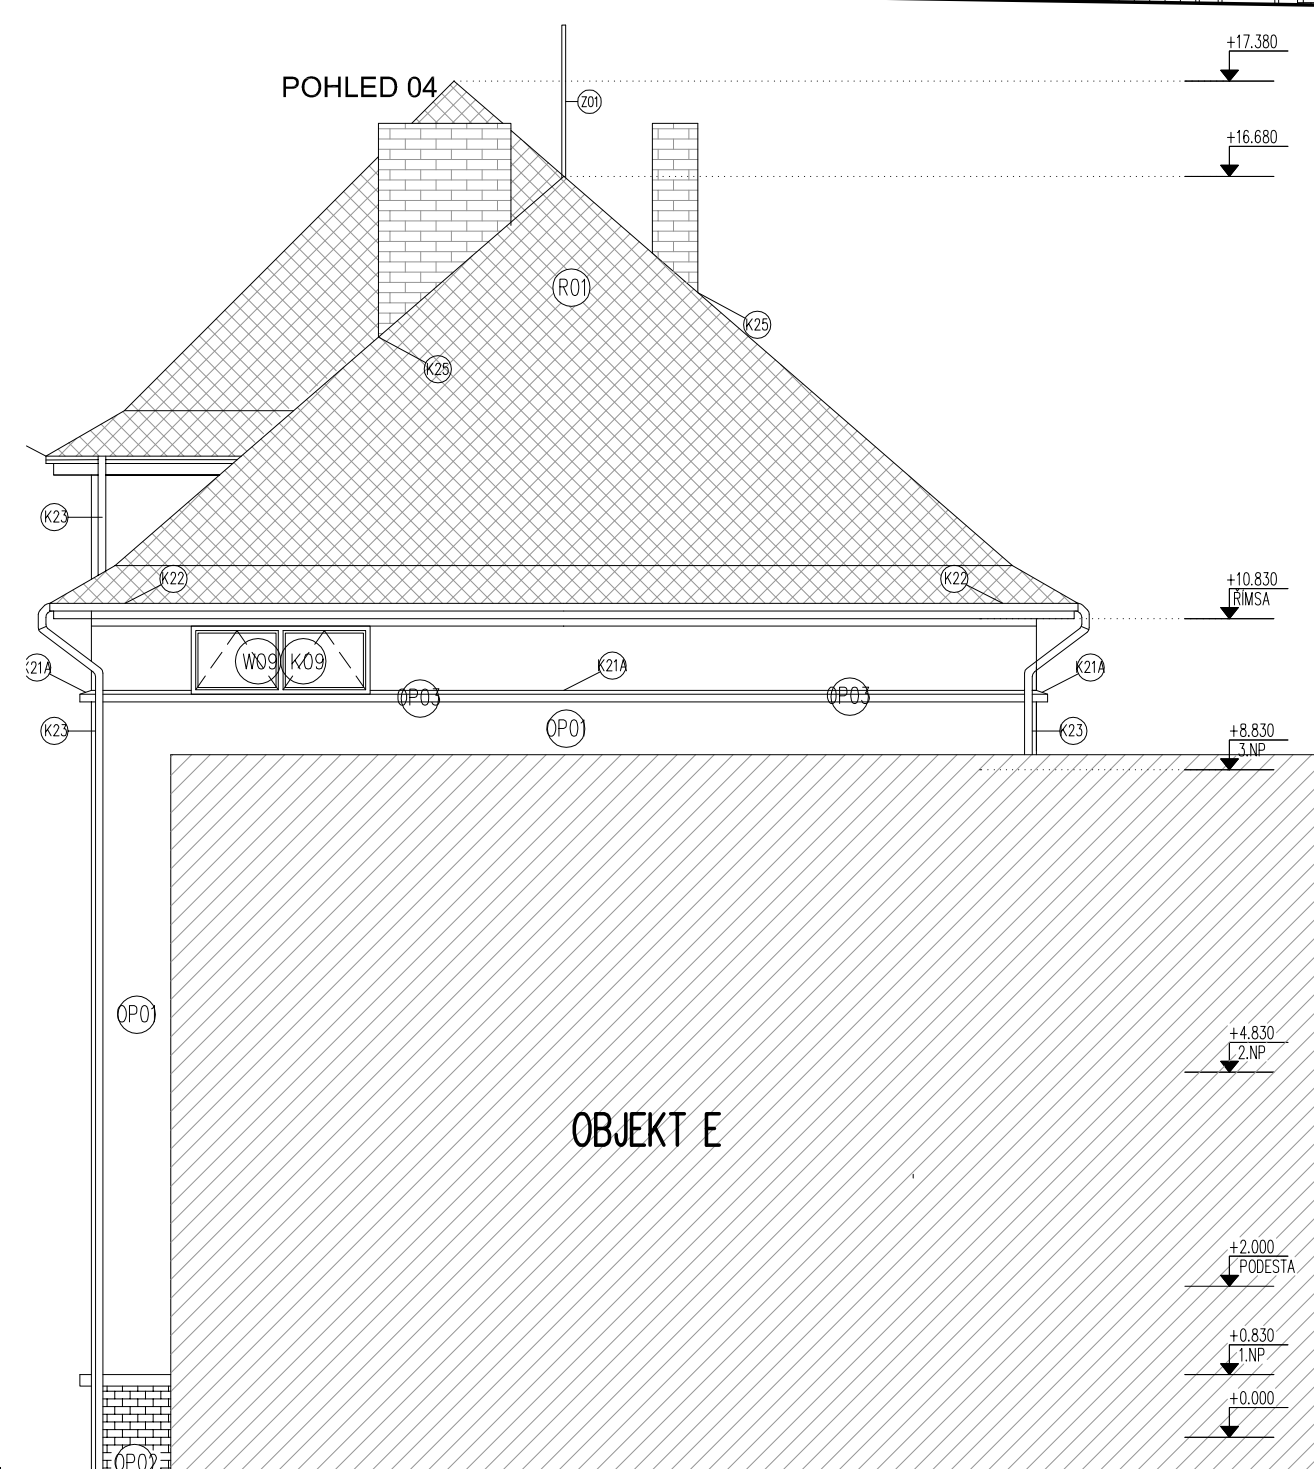 +17.380
POHLED 04
Z01
+16.680
R01
K25
K25
K23
K22
K22
+10.830
ŘÍMSA
W09
K09
K21A
K21A
K21A
OP03
OP03
OP01
K23
K23
+8.830
3.NP
OP01
+4.830
2.NP
OBJEKT E
+2.000
PODESTA
+0.830
1.NP
+0.000
OP02